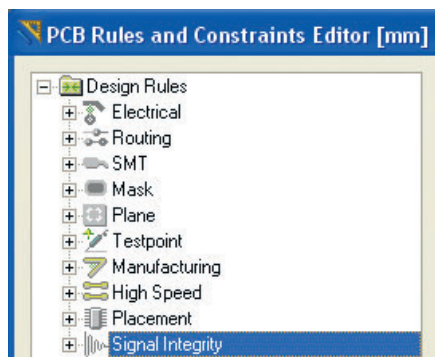 PCB Rules and Constraints Editor [mm]
Design Rules
Electrical
Routing
SMT
Mask
Plane
Testpoint
Manufacturing
High Speed
Placement
Signal Integrity